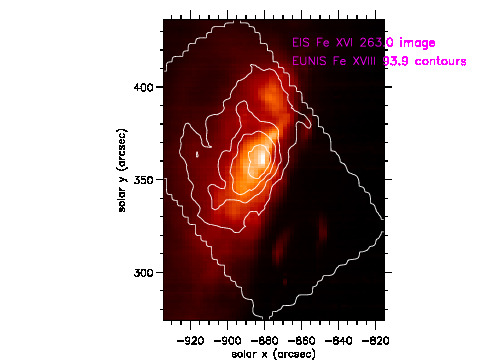 EIS Fe XVI 263.0 image
EUNIS Fe XVIII 93.9 contours
400
350
300
solar y (arcsec)
−920 −900 −880 −860 −840 −820
solar x (arcsec)